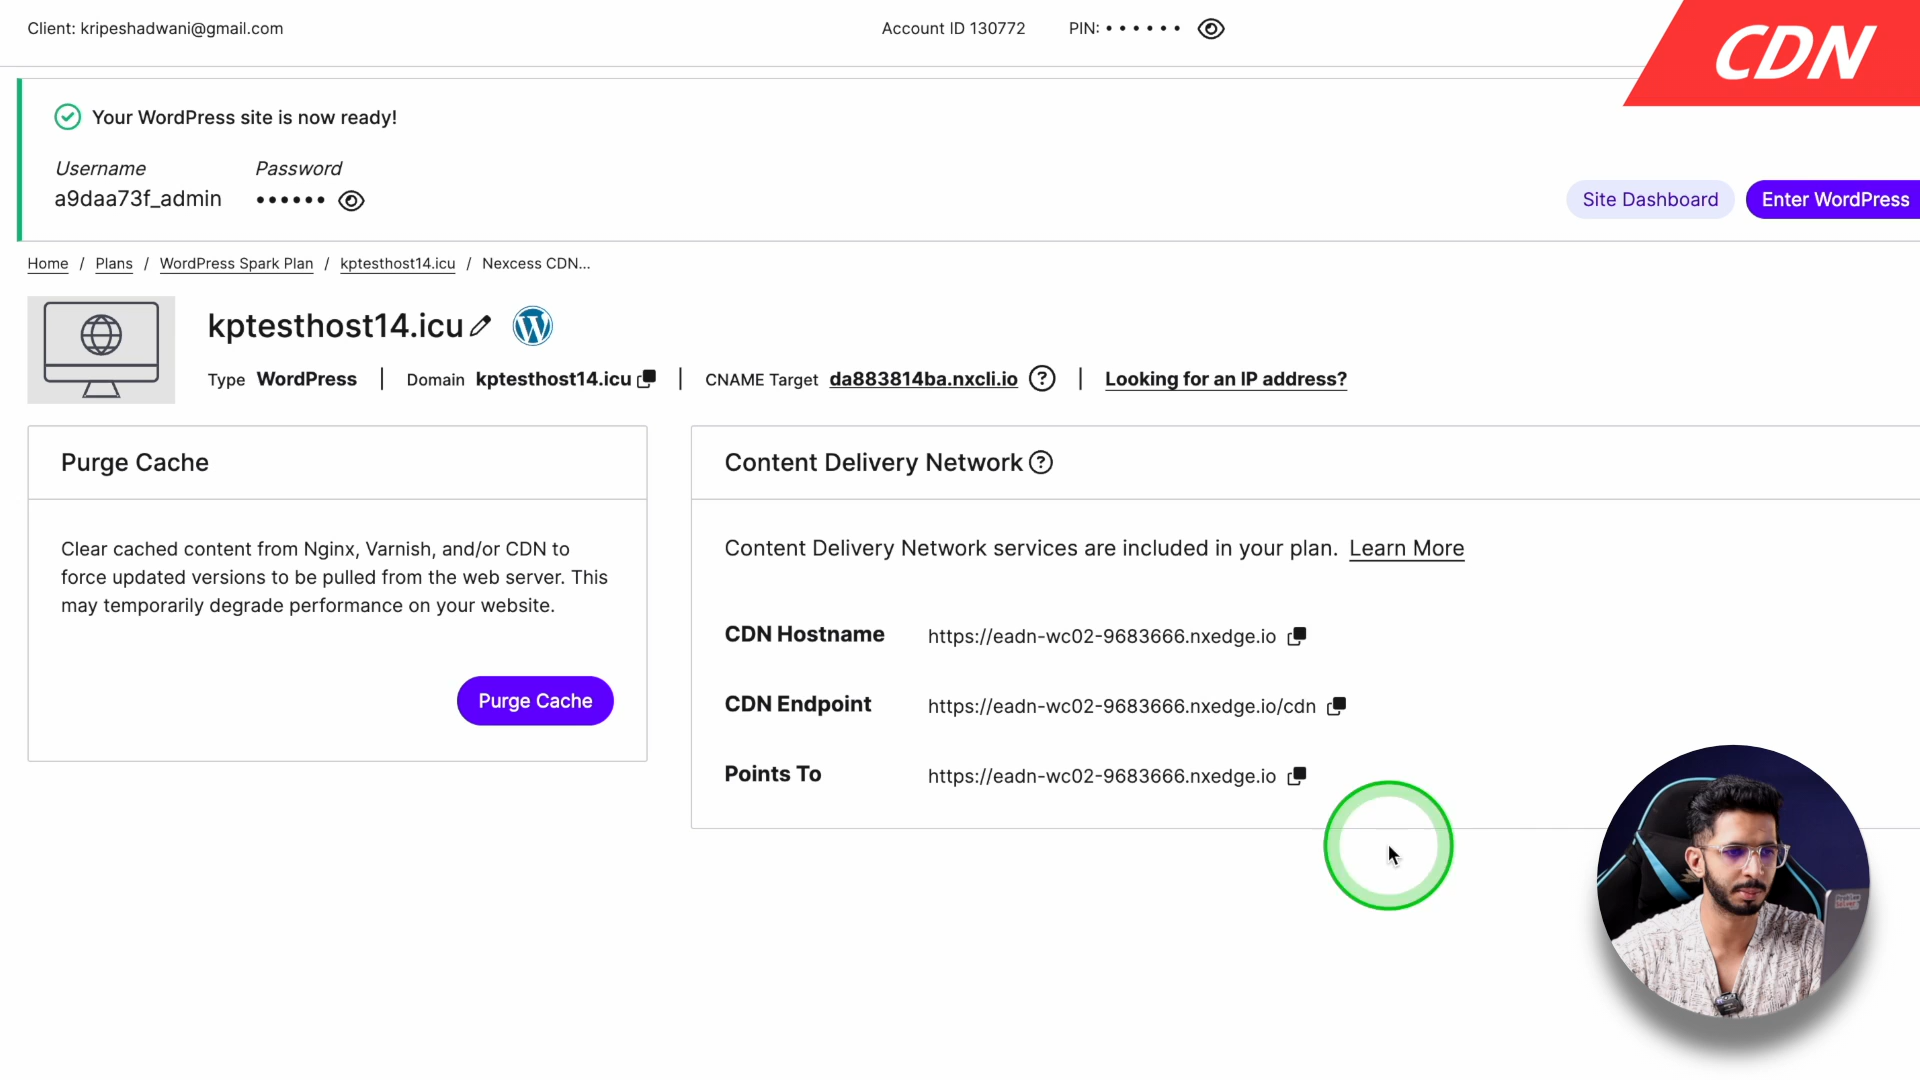 Client: kripeshadwani@gmail.com
Account ID 130772
PIN: • • • • • •
CDN
Your WordPress site is now ready!
Username
Password
a9daa73f_admin
••••••
Site Dashboard
Enter WordPress
Home / Plans / WordPress Spark Plan / kptesthost14.icu / Nexcess CDN...
kptesthost14.icu
Type WordPress | Domain kptesthost14.icu | CNAME Target da883814ba.nxcli.io ? | Looking for an IP address?
Purge Cache
Clear cached content from Nginx, Varnish, and/or CDN to
force updated versions to be pulled from the web server. This
may temporarily degrade performance on your website.
Purge Cache
Content Delivery Network ?
Content Delivery Network services are included in your plan. Learn More
CDN Hostname https://eadn-wc02-9683666.nxedge.io
CDN Endpoint https://eadn-wc02-9683666.nxedge.io/cdn
Points To https://eadn-wc02-9683666.nxedge.io